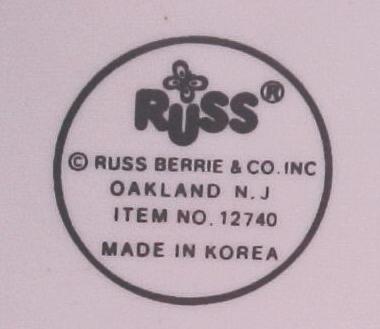 RUSS®
© RUSS BERRIE & CO. INC
OAKLAND N.J
ITEM NO. 12740
MADE IN KOREA